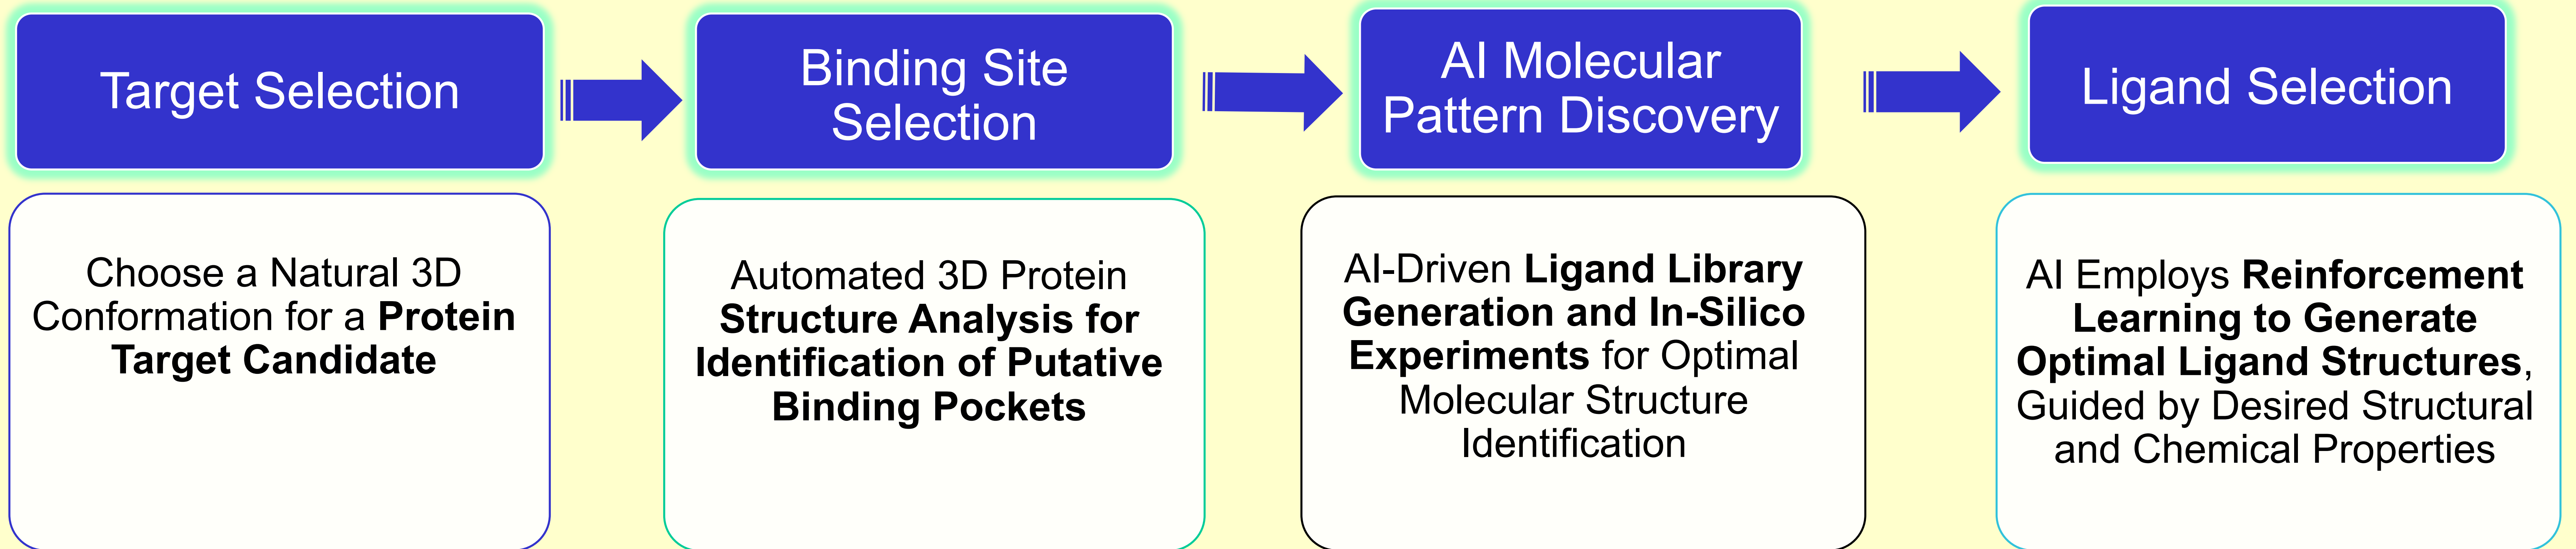 Target Selection
Binding Site
Selection
AI Molecular
Pattern Discovery
Ligand Selection
Choose a Natural 3D
Conformation for a Protein
Target Candidate
Automated 3D Protein
Structure Analysis for
Identification of Putative
Binding Pockets
AI-Driven Ligand Library
Generation and In-Silico
Experiments for Optimal
Molecular Structure
Identification
AI Employs Reinforcement
Learning to Generate
Optimal Ligand Structures,
Guided by Desired Structural
and Chemical Properties